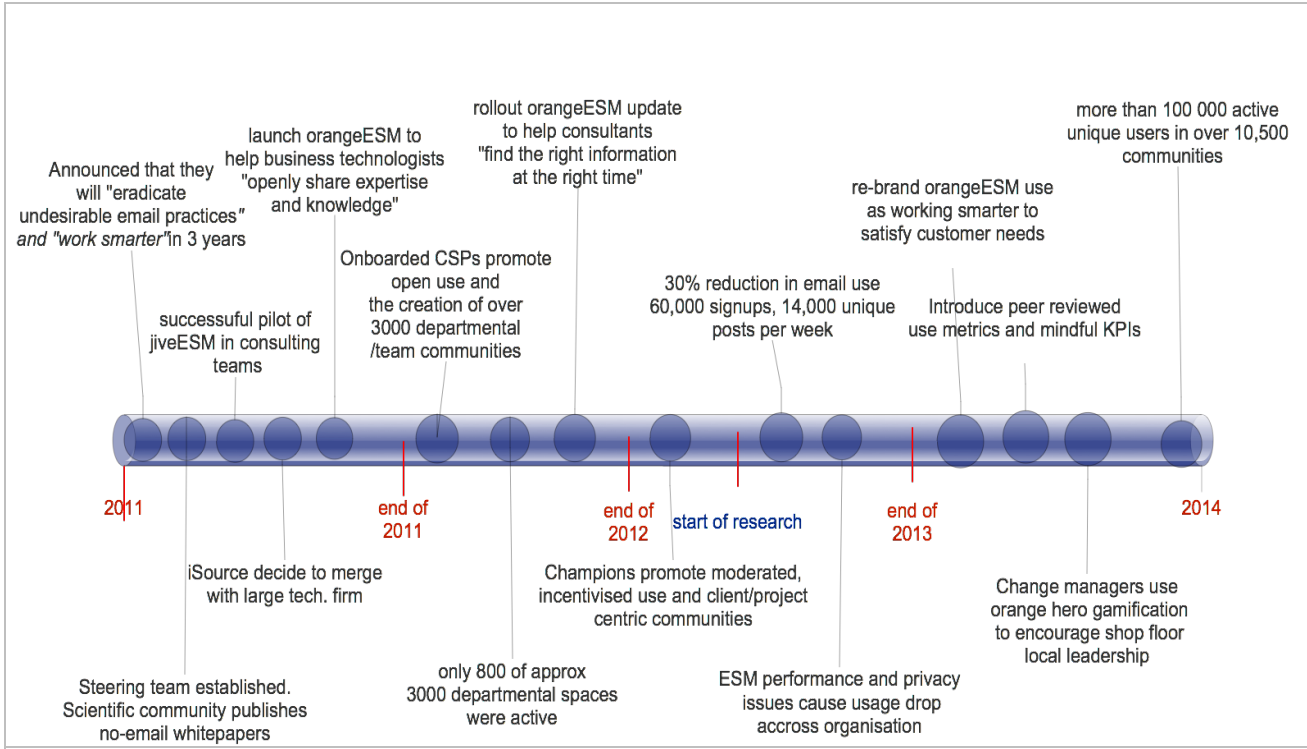 Announced that they
will "eradicate
undesirable email practices"
and "work smarter"in 3 years
successuful pilot of
jiveESM in consulting
teams
launch orangeESM to
help business technologists
"openly share expertise
and knowledge"
Onboarded CSPs promote
open use and
the creation of over
3000 departmental
/team communities
rollout orangeESM update
to help consultants
"find the right information
at the right time"
30% reduction in email use
60,000 signups, 14,000 unique
posts per week
re-brand orangeESM use
as working smarter to
satisfy customer needs
Introduce peer reviewed
use metrics and mindful KPIs
more than 100 000 active
unique users in over 10,500
communities
2011
end of
2011
end of
2012
start of research
end of
2013
2014
Steering team established.
Scientific community publishes
no-email whitepapers
iSource decide to merge
with large tech. firm
only 800 of approx
3000 departmental spaces
were active
Champions promote moderated,
incentivised use and client/project
centric communities
ESM performance and privacy
issues cause usage drop
accross organisation
Change managers use
orange hero gamification
to encourage shop floor
local leadership